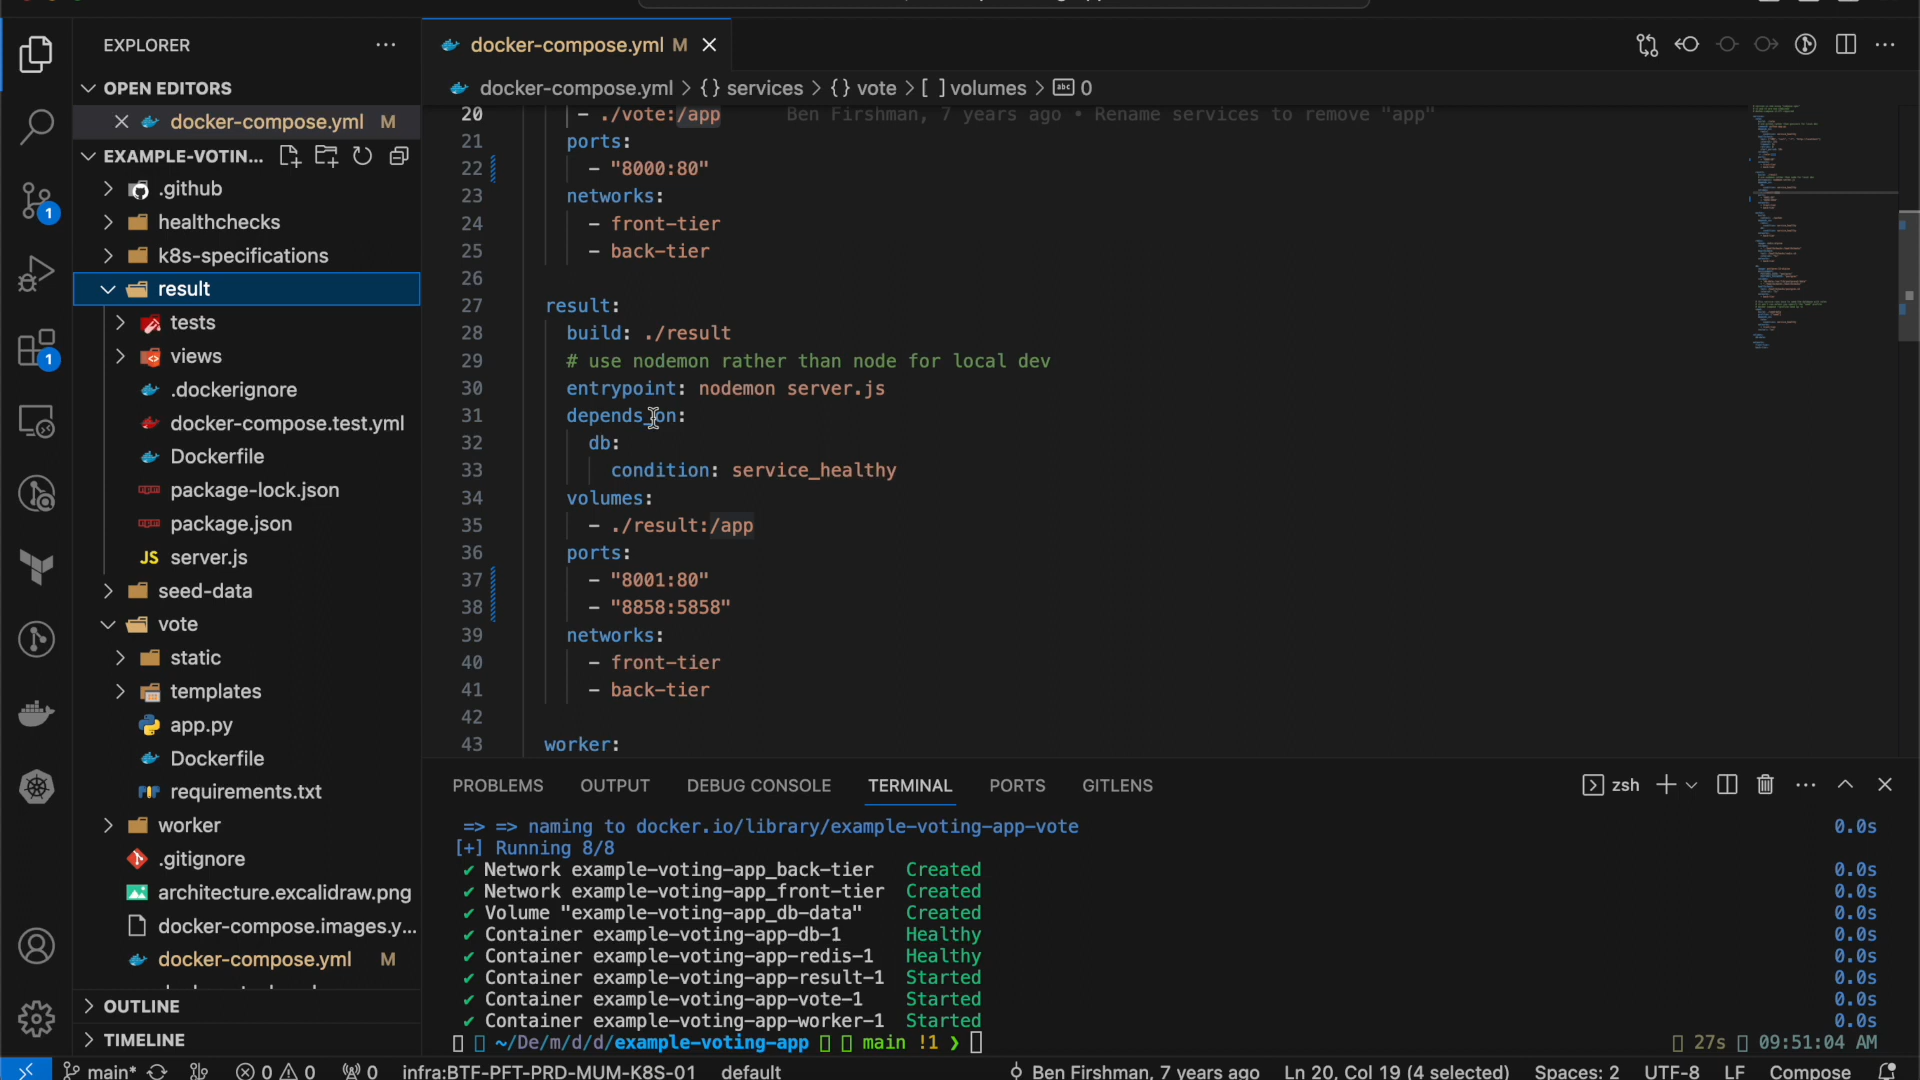 EXPLORER
OPEN EDITORS
docker-compose.yml M
EXAMPLE-VOTIN...
.github
healthchecks
k8s-specifications
result
tests
views
.dockerignore
docker-compose.test.yml
Dockerfile
package-lock.json
package.json
JS server.js
seed-data
vote
static
templates
app.py
Dockerfile
requirements.txt
worker
.gitignore
architecture.excalidraw.png
docker-compose.images.y...
docker-compose.yml M
OUTLINE
TIMELINE
1
1
docker-compose.yml M
docker-compose.yml > {} services > {} vote > [ ] volumes > abc 0
20 - ./vote:/app Ben Firshman, 7 years ago • Rename services to remove "app"
21 ports:
22 - "8000:80"
23 networks:
24 - front-tier
25 - back-tier
26
27 result:
28 build: ./result
29 # use nodemon rather than node for local dev
30 entrypoint: nodemon server.js
31 depends_on:
32 db:
33 condition: service_healthy
34 volumes:
35 - ./result:/app
36 ports:
37 - "8001:80"
38 - "8858:5858"
39 networks:
40 - front-tier
41 - back-tier
42
43 worker:
PROBLEMS OUTPUT DEBUG CONSOLE TERMINAL PORTS GITLENS
zsh
=> => naming to docker.io/library/example-voting-app-vote 0.0s
[+] Running 8/8
✔ Network example-voting-app_back-tier Created 0.0s
✔ Network example-voting-app_front-tier Created 0.0s
✔ Volume "example-voting-app_db-data" Created 0.0s
✔ Container example-voting-app-db-1 Healthy 0.0s
✔ Container example-voting-app-redis-1 Healthy 0.0s
✔ Container example-voting-app-result-1 Started 0.0s
✔ Container example-voting-app-vote-1 Started 0.0s
✔ Container example-voting-app-worker-1 Started 0.0s
~/De/m/d/d/example-voting-app main !1 ❯ 27s 09:51:04 AM
main* 0 0 0 infra:BTF-PFT-PRD-MUM-K8S-01 default Ben Firshman, 7 years ago Ln 20, Col 19 (4 selected) Spaces: 2 UTF-8 LF Compose